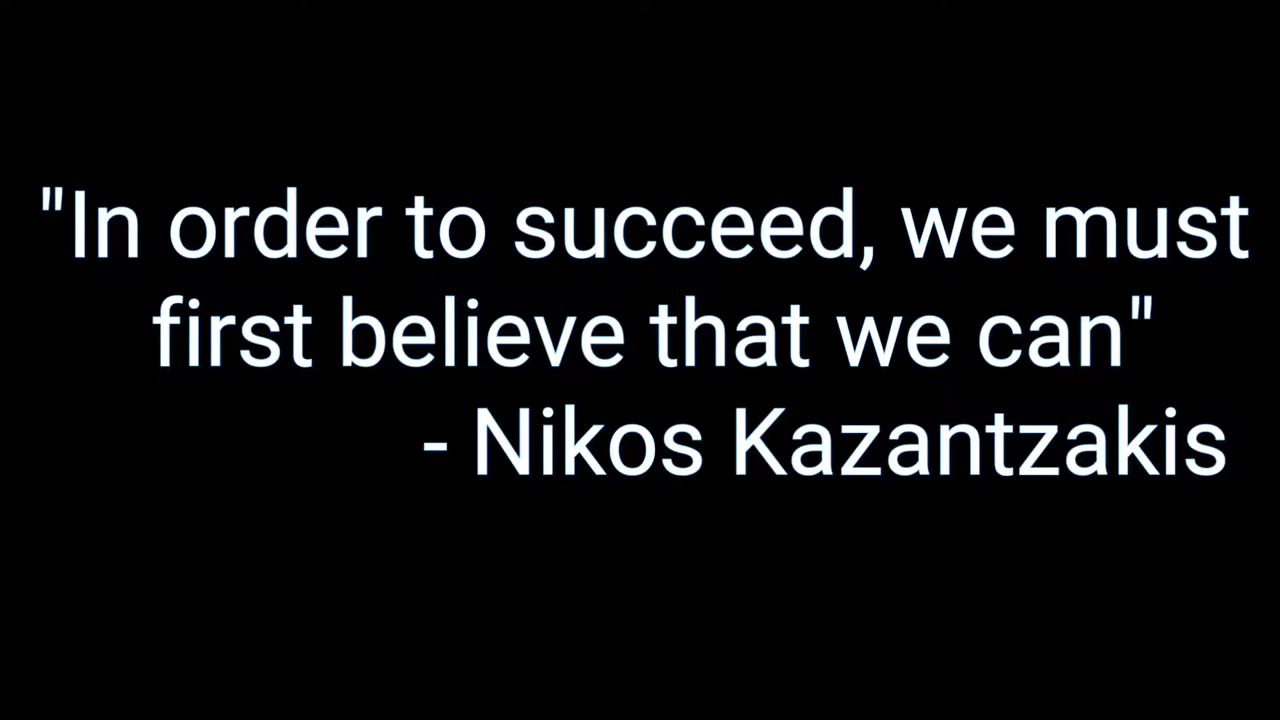 "In order to succeed, we must
first believe that we can"
- Nikos Kazantzakis